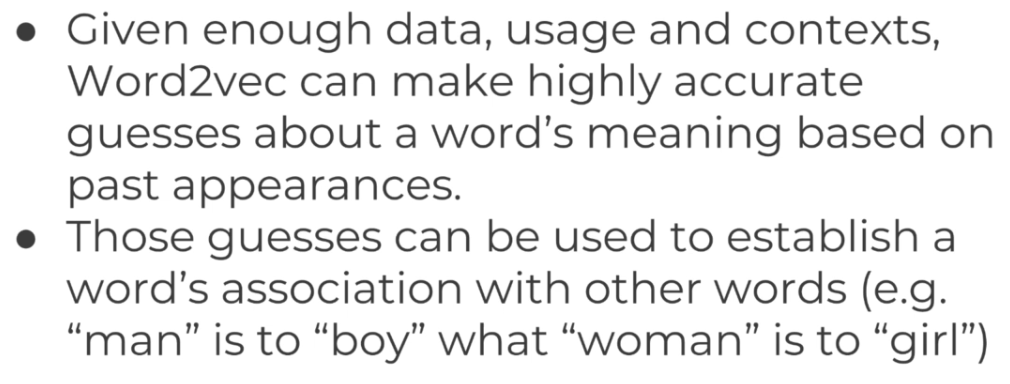 ● Given enough data, usage and contexts,
Word2vec can make highly accurate
guesses about a word’s meaning based on
past appearances.
● Those guesses can be used to establish a
word’s association with other words (e.g.
“man” is to “boy” what “woman” is to “girl”)